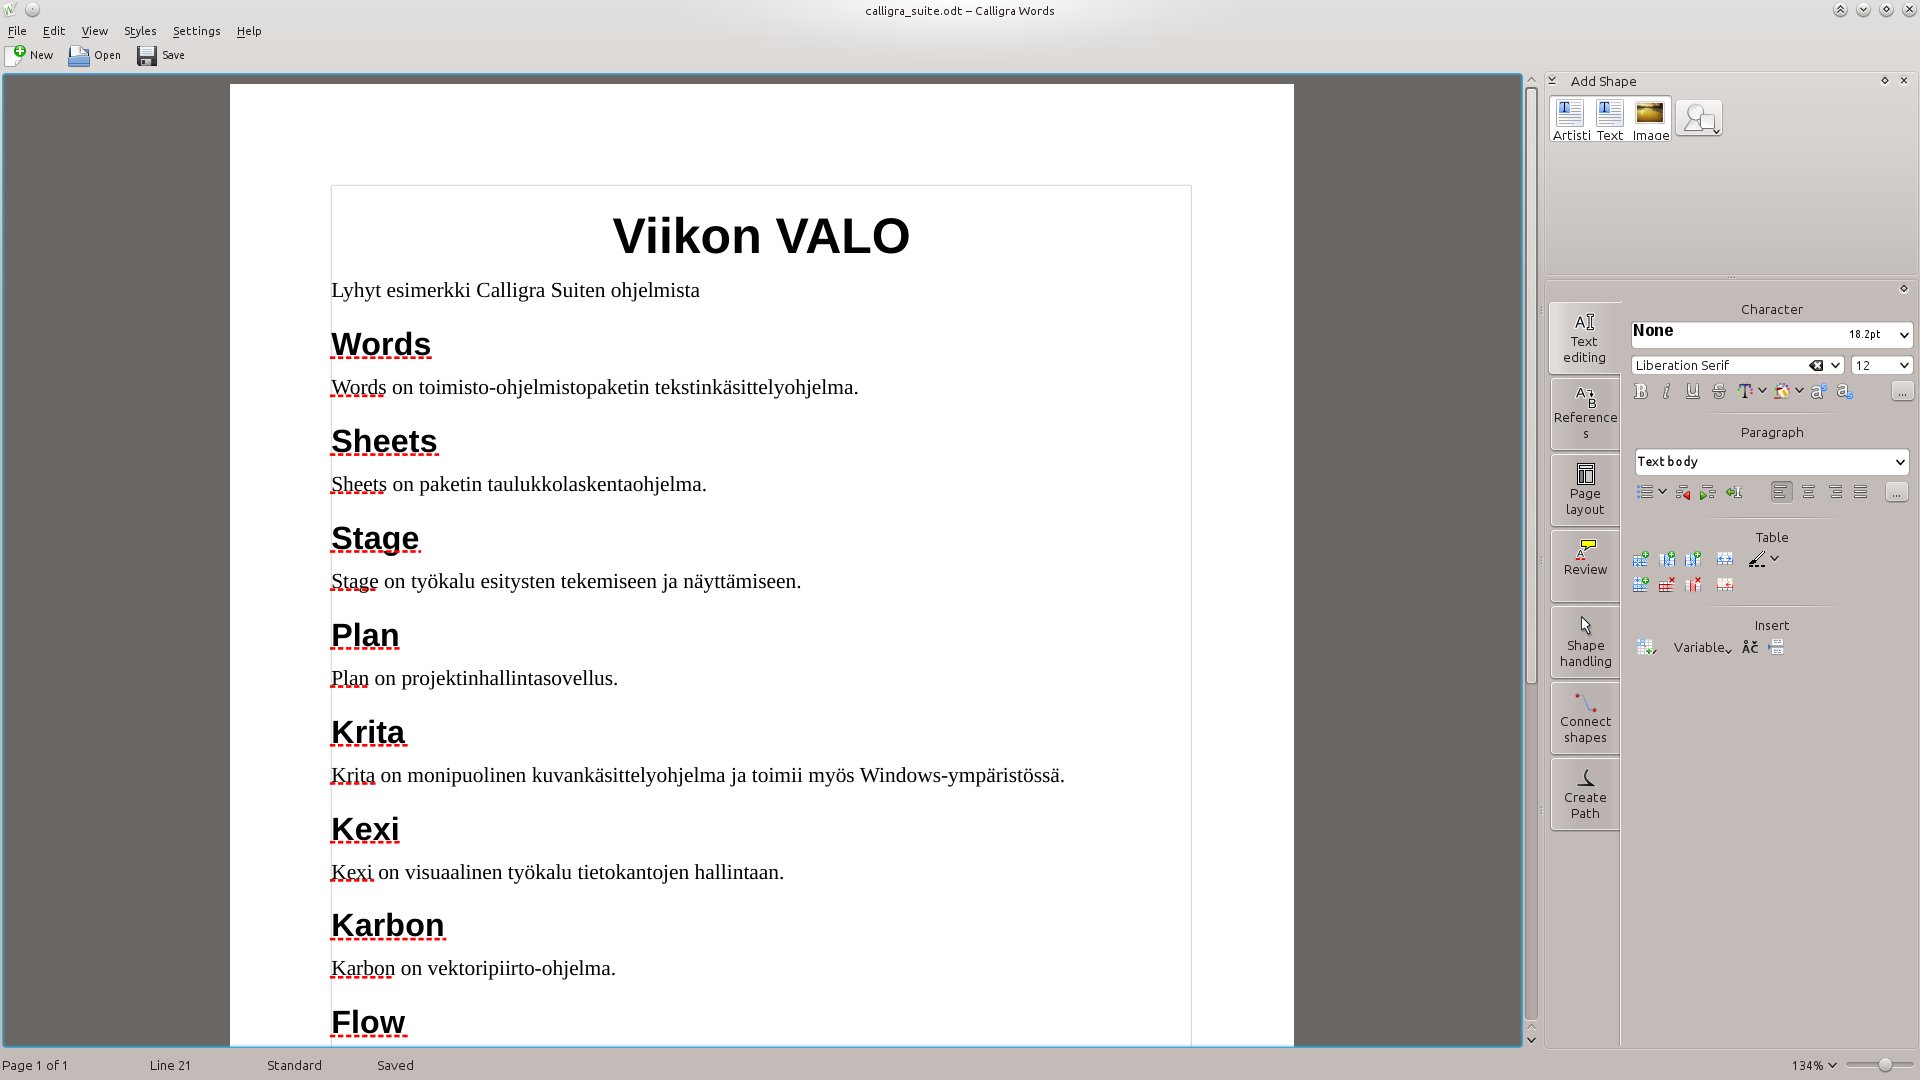 calligra_suite.odt – Calligra Words
File Edit View Styles Settings Help
New Open Save
Add Shape
Artisti Text Image
Viikon VALO
Lyhyt esimerkki Calligra Suiten ohjelmista
Words
Words on toimisto-ohjelmistopaketin tekstinkäsittelyohjelma.
Sheets
Sheets on paketin taulukkolaskentaohjelma.
Stage
Stage on työkalu esitysten tekemiseen ja näyttämiseen.
Plan
Plan on projektinhallintasovellus.
Krita
Krita on monipuolinen kuvankäsittelyohjelma ja toimii myös Windows-ympäristössä.
Kexi
Kexi on visuaalinen työkalu tietokantojen hallintaan.
Karbon
Karbon on vektoripiirto-ohjelma.
Flow
Text
editing
Reference
s
Page
layout
Review
Shape
handling
Connect
shapes
Create
Path
Character
None 18.2pt
Liberation Serif 12
Paragraph
Text body
Table
Insert
Variable
Page 1 of 1 Line 21 Standard Saved 134%